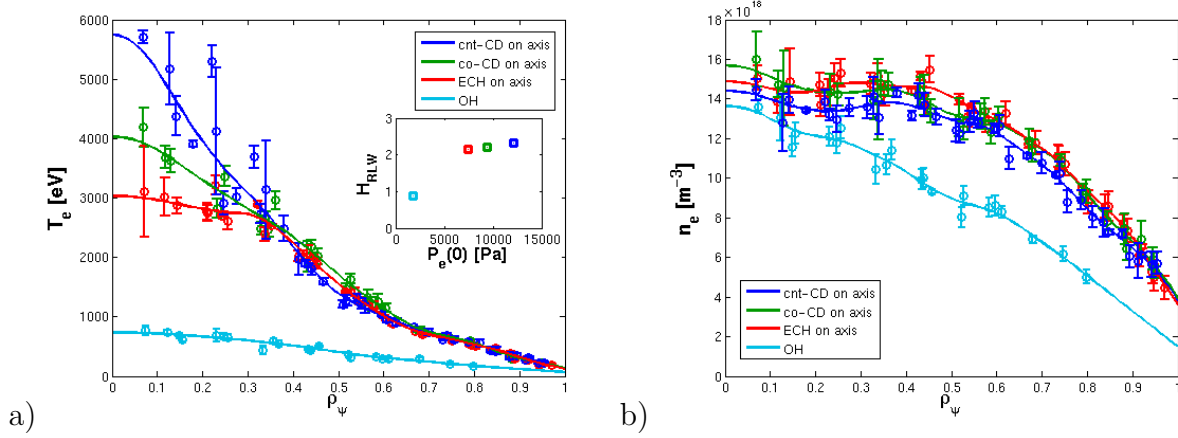 6000
5000
4000
3000
2000
1000
0
T_e [eV]
0 0.1 0.2 0.3 0.4 0.5 0.6 0.7 0.8 0.9 1
ρ_ψ
cnt-CD on axis
co-CD on axis
ECH on axis
OH
3
2
1
0
H_RLW
0 5000 10000 15000
P_e(0) [Pa]
a)
× 10^18
18
16
14
12
10
8
6
4
2
0
n_e [m^−3]
cnt-CD on axis
co-CD on axis
ECH on axis
OH
0 0.1 0.2 0.3 0.4 0.5 0.6 0.7 0.8 0.9 1
ρ_ψ
b)